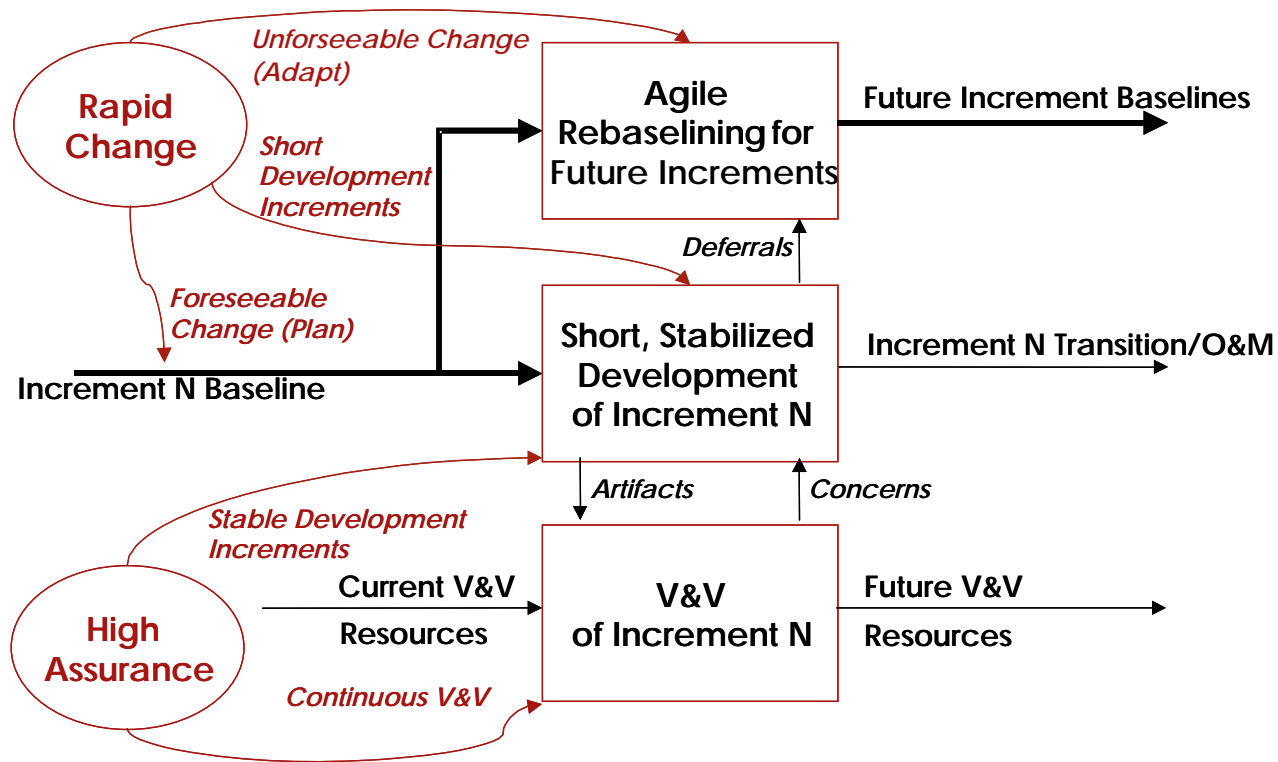 Unforseeable Change
(Adapt)
Rapid
Change
Agile
Rebaselining for
Future Increments
Future Increment Baselines
Short
Development
Increments
Deferrals
Foreseeable
Change (Plan)
Increment N Baseline
Short, Stabilized
Development
of Increment N
Increment N Transition/O&M
Artifacts
Concerns
Stable Development
Increments
High
Assurance
Current V&V
Resources
V&V
of Increment N
Future V&V
Resources
Continuous V&V